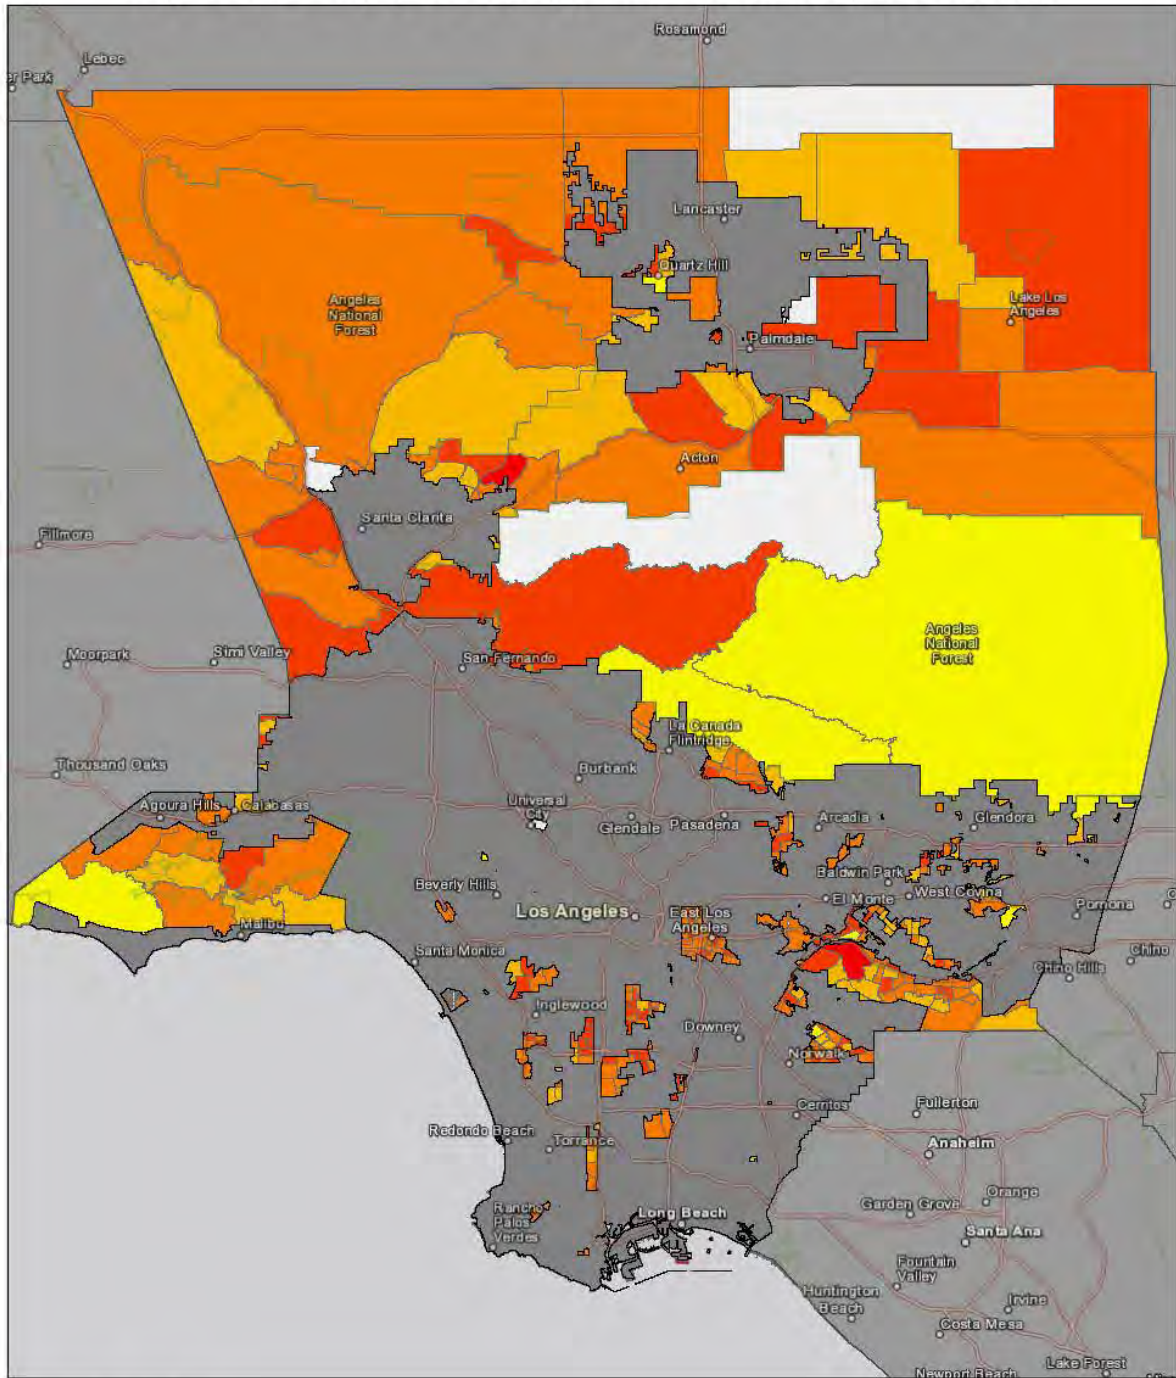 Rosamond
Lebec
er Park
Lancaster
Quartz Hill
Angeles
National
Forest
Lake Los
Angeles
Palmdale
Acton
Santa Clarita
Fillmore
Angeles
National
Forest
Moorpark
Simi Valley
San Fernando
La Canada
Flintridge
Thousand Oaks
Burbank
Agoura Hills
Calabasas
Universal
City
Glendale
Pasadena
Arcadia
Glendora
Baldwin Park
Beverly Hills
El Monte
West Covina
Los Angeles
East Los
Angeles
Pomona
C
Malibu
Santa Monica
Chino
Chino Hills
Inglewood
Downey
Norwalk
Cerritos
Fullerton
Redondo Beach
Torrance
Anaheim
Rancho
Palos
Verdes
Long Beach
Garden Grove
Orange
Santa Ana
Fountain
Valley
Huntington
Beach
Irvine
Costa Mesa
Lake Forest
Newport Beach